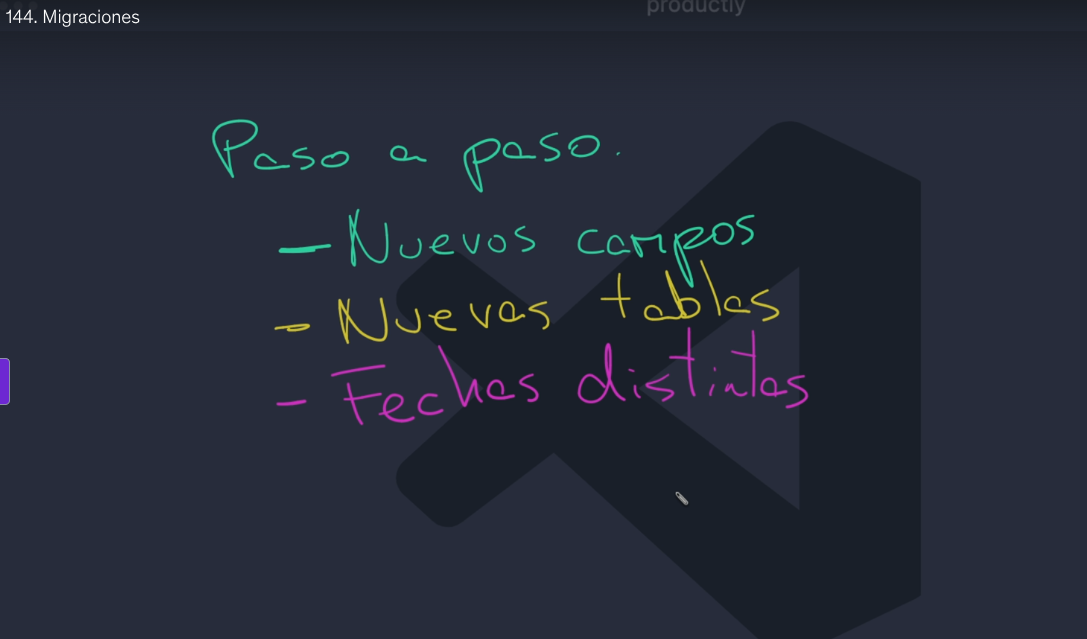 productly
144. Migraciones
Paso a paso.
- Nuevos campos
- Nuevas tablas
- Fechas distintas